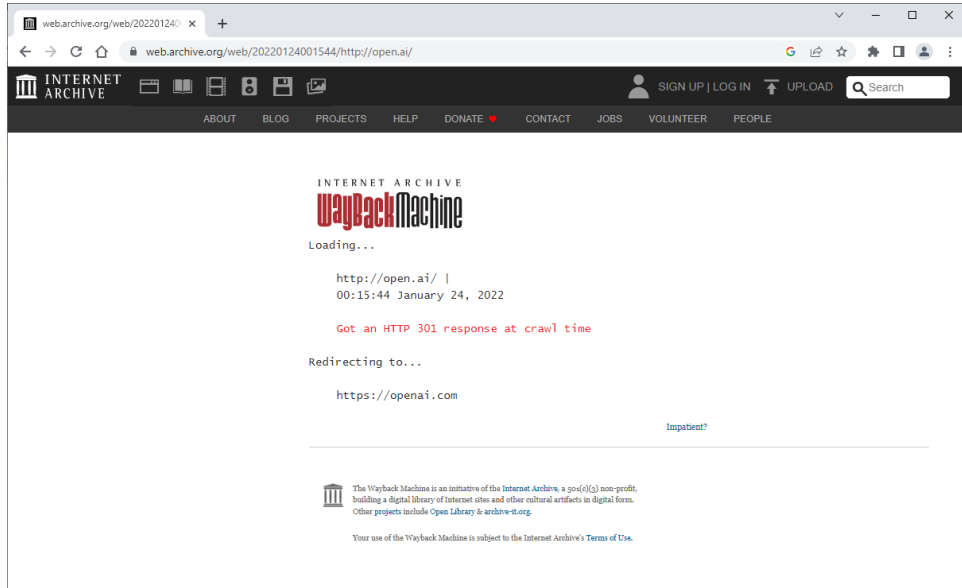 web.archive.org/web/202201240
web.archive.org/web/20220124001544/http://open.ai/
INTERNET
ARCHIVE
SIGN UP | LOG IN
UPLOAD
Search
ABOUT
BLOG
PROJECTS
HELP
DONATE
CONTACT
JOBS
VOLUNTEER
PEOPLE
INTERNET ARCHIVE
WayBackMachine
Loading...
http://open.ai/ |
00:15:44 January 24, 2022
Got an HTTP 301 response at crawl time
Redirecting to...
https://openai.com
Impatient?
The Wayback Machine is an initiative of the Internet Archive, a 501(c)(3) non-profit,
building a digital library of Internet sites and other cultural artifacts in digital form.
Other projects include Open Library & archive-it.org.
Your use of the Wayback Machine is subject to the Internet Archive's Terms of Use.